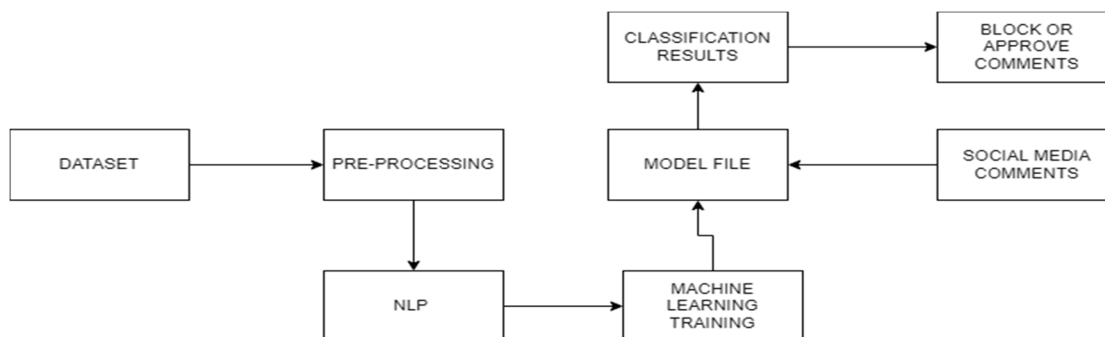 CLASSIFICATION
RESULTS
BLOCK OR
APPROVE
COMMENTS
DATASET
PRE-PROCESSING
MODEL FILE
SOCIAL MEDIA
COMMENTS
NLP
MACHINE
LEARNING
TRAINING